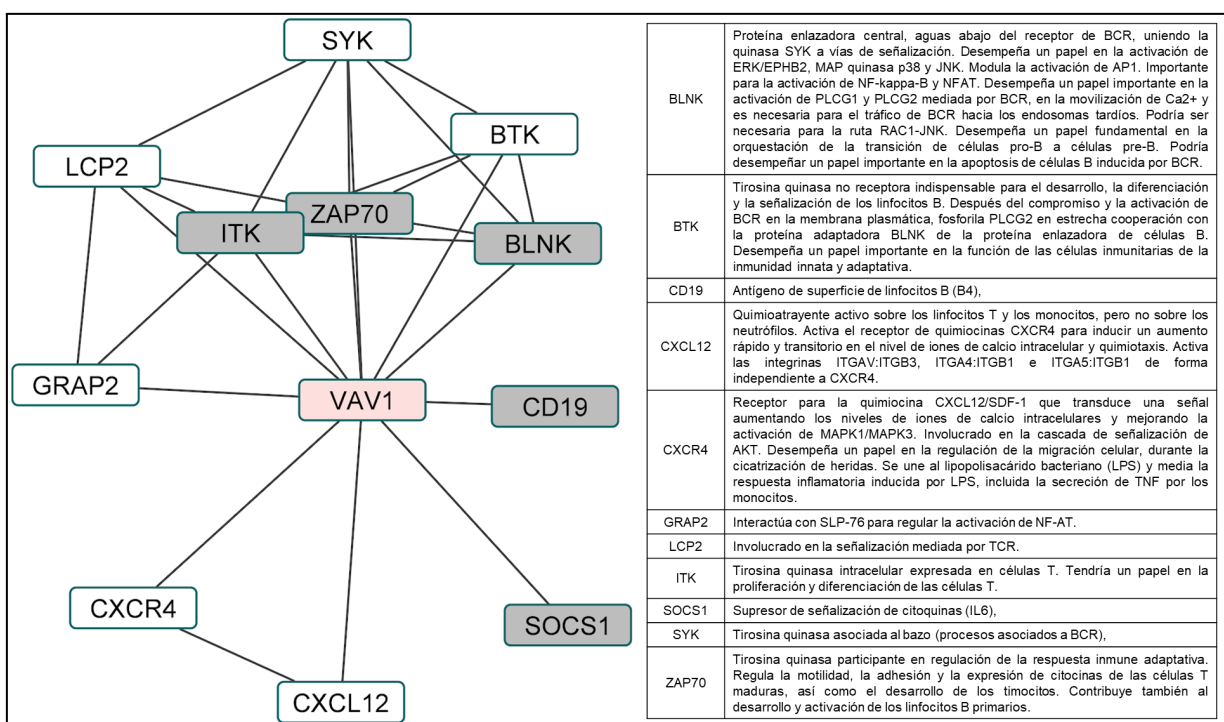 SYK
BTK
LCP2
ZAP70
ITK
BLNK
GRAP2
VAV1
CD19
CXCR4
SOCS1
CXCL12
BLNK
Proteína enlazadora central, aguas abajo del receptor de BCR, uniendo la
quinasa SYK a vías de señalización. Desempeña un papel en la activación de
ERK/EPHB2, MAP quinasa p38 y JNK. Modula la activación de AP1. Importante
para la activación de NF-kappa-B y NFAT. Desempeña un papel importante en la
activación de PLCG1 y PLCG2 mediada por BCR, en la movilización de Ca2+ y
es necesaria para el tráfico de BCR hacia los endosomas tardíos. Podría ser
necesaria para la ruta RAC1-JNK. Desempeña un papel fundamental en la
orquestación de la transición de células pro-B a células pre-B. Podría
desempeñar un papel importante en la apoptosis de células B inducida por BCR.
BTK
Tirosina quinasa no receptora indispensable para el desarrollo, la diferenciación
y la señalización de los linfocitos B. Después del compromiso y la activación de
BCR en la membrana plasmática, fosforila PLCG2 en estrecha cooperación con
la proteína adaptadora BLNK de la proteína enlazadora de células B.
Desempeña un papel importante en la función de las células inmunitarias de la
inmunidad innata y adaptativa.
CD19
Antígeno de superficie de linfocitos B (B4),
CXCL12
Quimioatrayente activo sobre los linfocitos T y los monocitos, pero no sobre los
neutrófilos. Activa el receptor de quimiocinas CXCR4 para inducir un aumento
rápido y transitorio en el nivel de iones de calcio intracelular y quimiotaxis. Activa
las integrinas ITGAV:ITGB3, ITGA4:ITGB1 e ITGA5:ITGB1 de forma
independiente a CXCR4.
CXCR4
Receptor para la quimiocina CXCL12/SDF-1 que transduce una señal
aumentando los niveles de iones de calcio intracelulares y mejorando la
activación de MAPK1/MAPK3. Involucrado en la cascada de señalización de
AKT. Desempeña un papel en la regulación de la migración celular, durante la
cicatrización de heridas. Se une al lipopolisacárido bacteriano (LPS) y media la
respuesta inflamatoria inducida por LPS, incluida la secreción de TNF por los
monocitos.
GRAP2
Interactúa con SLP-76 para regular la activación de NF-AT.
LCP2
Involucrado en la señalización mediada por TCR.
ITK
Tirosina quinasa intracelular expresada en células T. Tendría un papel en la
proliferación y diferenciación de las células T.
SOCS1
Supresor de señalización de citoquinas (IL6),
SYK
Tirosina quinasa asociada al bazo (procesos asociados a BCR),
ZAP70
Tirosina quinasa participante en regulación de la respuesta inmune adaptativa.
Regula la motilidad, la adhesión y la expresión de citocinas de las células T
maduras, así como el desarrollo de los timocitos. Contribuye también al
desarrollo y activación de los linfocitos B primarios.